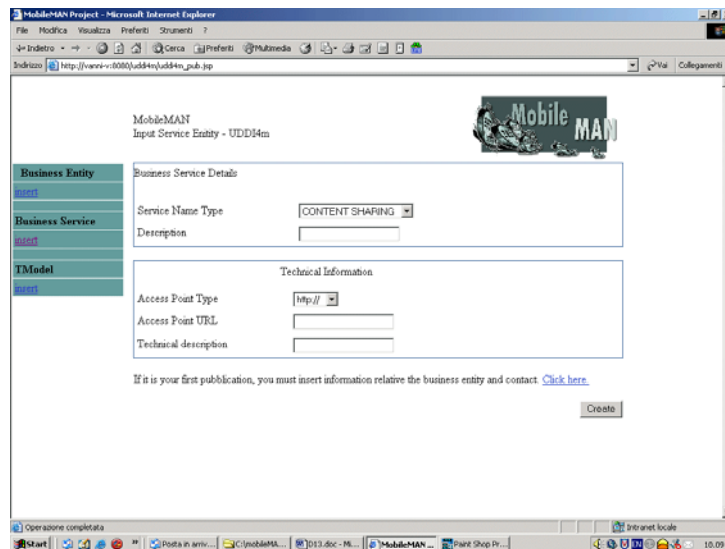 MobileMAN Project - Microsoft Internet Explorer
File Modifica Visualizza Preferiti Strumenti ?
Indietro Cerca Preferiti Multimedia
Indirizzo http://vanni-v:8080/uddi4m/uddi4m_pub.jsp Vai Collegamenti
MobileMAN
Input Service Entity - UDDI4m
Mobile MAN
Business Entity
insert
Business Service
insert
TModel
insert
Business Service Details
Service Name Type CONTENT SHARING
Description
Technical Information
Access Point Type http://
Access Point URL
Technical description
If it is your first pubblication, you must insert information relative the business entity and contact. Click here.
Create
Operazione completata Intranet locale
Start Posta in arriv... C:\mobileMA... D13.doc - Mi... MobileMAN ... Paint Shop Pr...